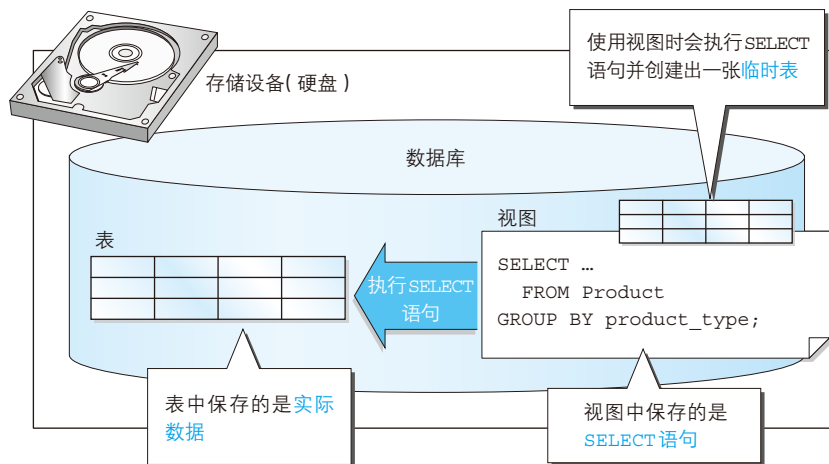 使用视图时会执行SELECT
语句并创建出一张临时表
存储设备( 硬盘 )
数据库
视图
表
SELECT …
FROM Product
GROUP BY product_type;
执行SELECT
语句
表中保存的是实际
数据
视图中保存的是
SELECT语句